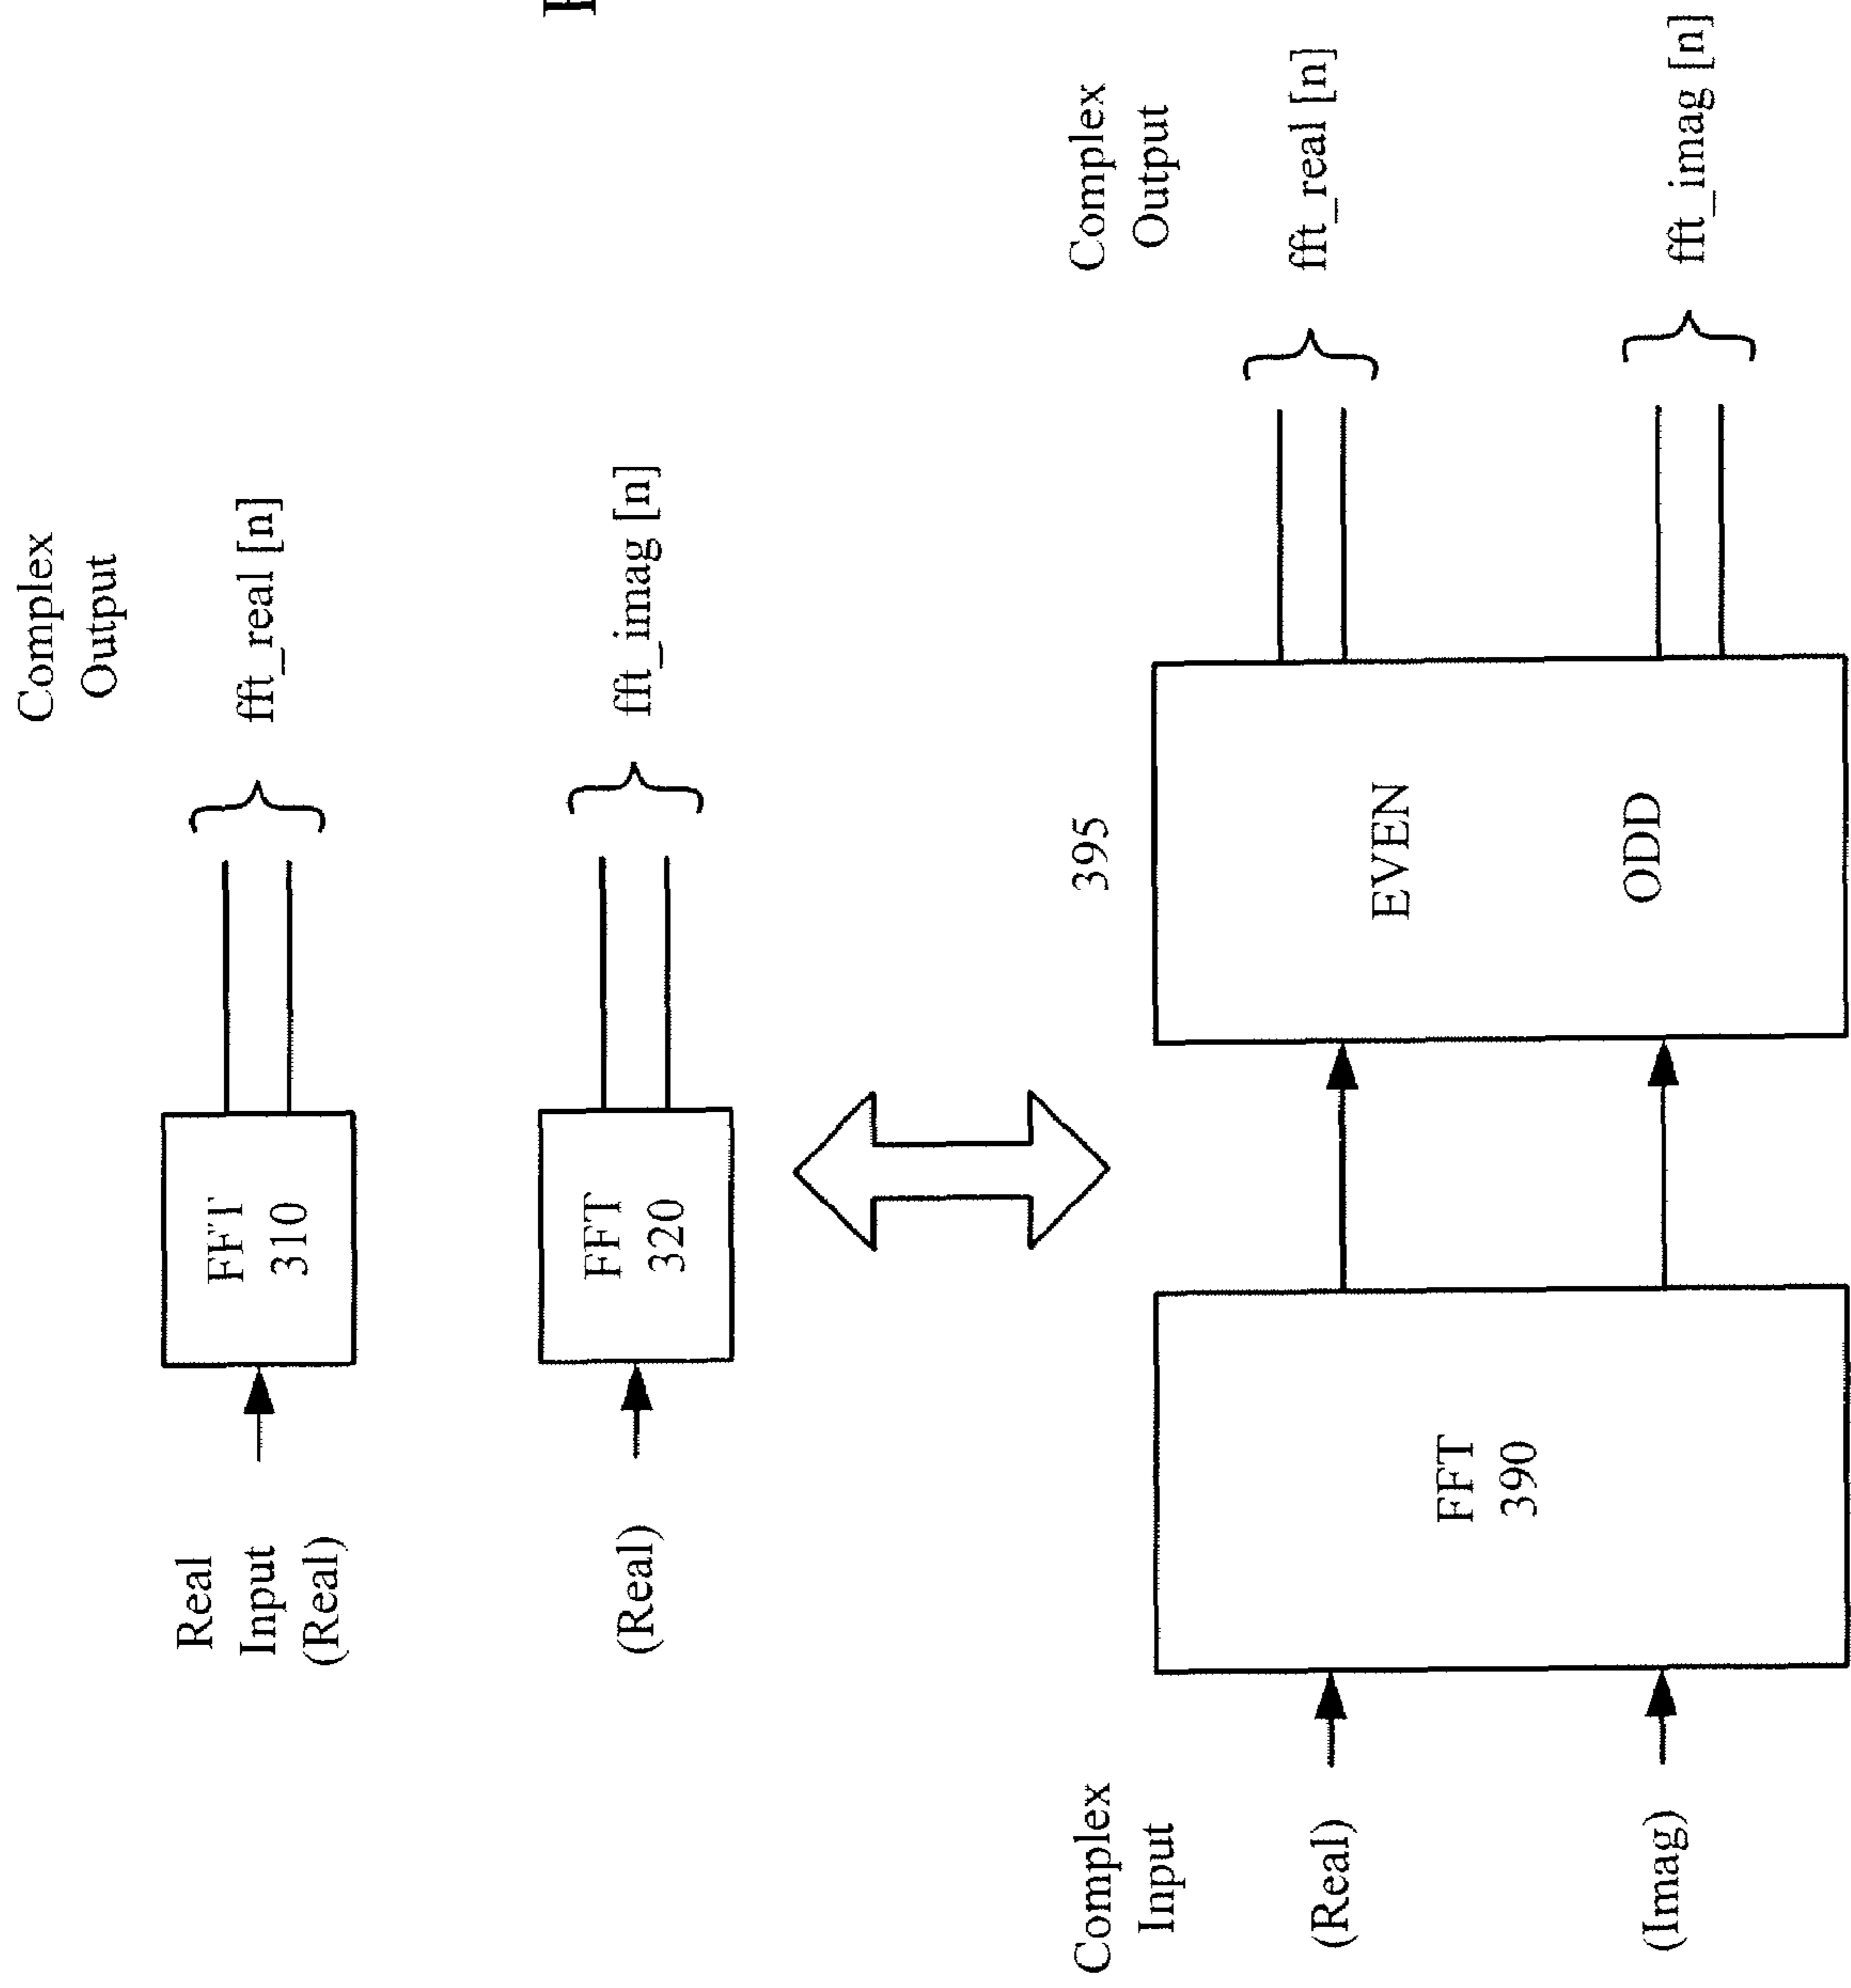 Complex
Output
Real
Input
(Real)
FFT
310
fft_real [n]
(Real)
FFT
320
fft_imag [n]
Complex
Input
395
Complex
Output
(Real)
FFT
390
EVEN
fft_real [n]
(Imag)
ODD
fft_imag [n]